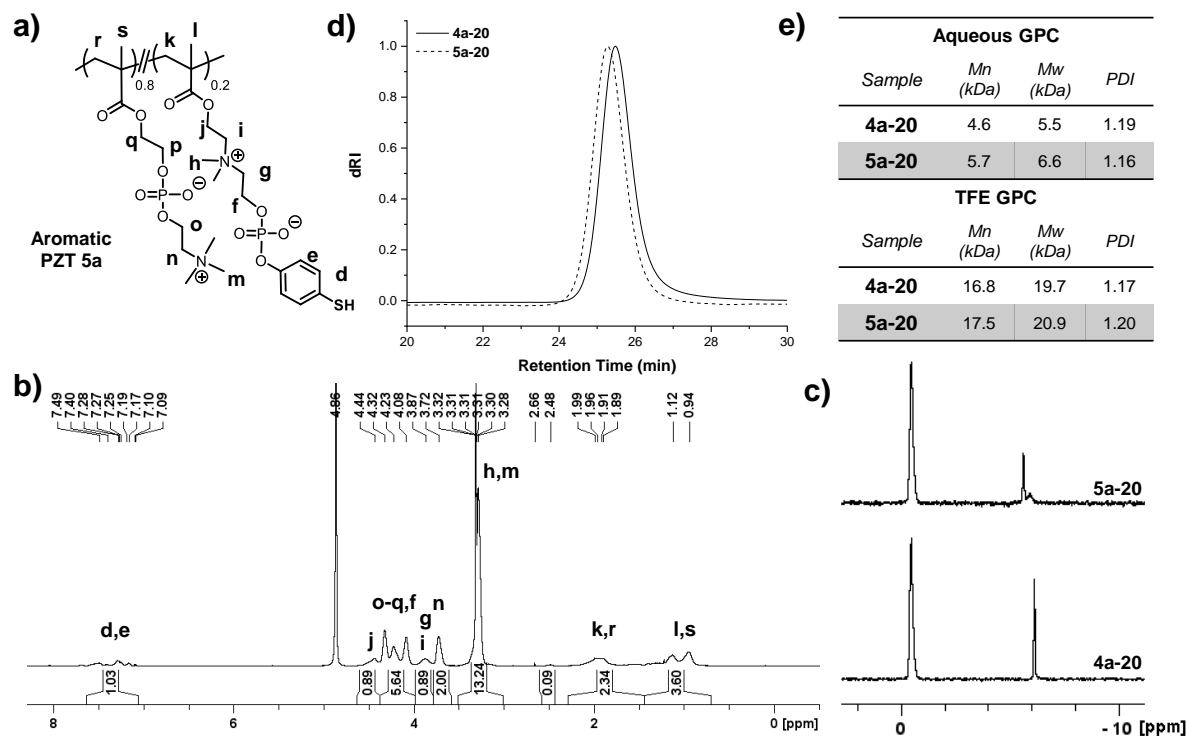 a)
r
s
k
l
0.8
0.2
O
O
O
O
j
i
q
p
h
N
⊕
g
O
f
O
P
O
⊖
O
O
o
O
P
O
⊖
n
O
e
d
N
⊕
m
SH
Aromatic
PZT 5a
d)
4a-20
5a-20
1.0
0.8
0.6
0.4
0.2
0.0
dRI
20
22
24
26
28
30
Retention Time (min)
e)
Aqueous GPC
Sample Mn (kDa) Mw (kDa) PDI
4a-20 4.6 5.5 1.19
5a-20 5.7 6.6 1.16
TFE GPC
Sample Mn (kDa) Mw (kDa) PDI
4a-20 16.8 19.7 1.17
5a-20 17.5 20.9 1.20
b)
7.49
7.40
7.28
7.27
7.25
7.19
7.17
7.10
7.09
4.86
4.44
4.32
4.23
4.08
3.87
3.72
3.32
3.31
3.31
3.31
3.30
3.28
2.66
2.48
1.99
1.96
1.91
1.89
1.12
0.94
h,m
d,e
o-q,f
j
g
i
n
k,r
l,s
1.03
0.89
5.64
0.89
2.00
13.24
0.09
2.34
3.60
8
6
4
2
0 [ppm]
c)
5a-20
4a-20
0
- 10 [ppm]